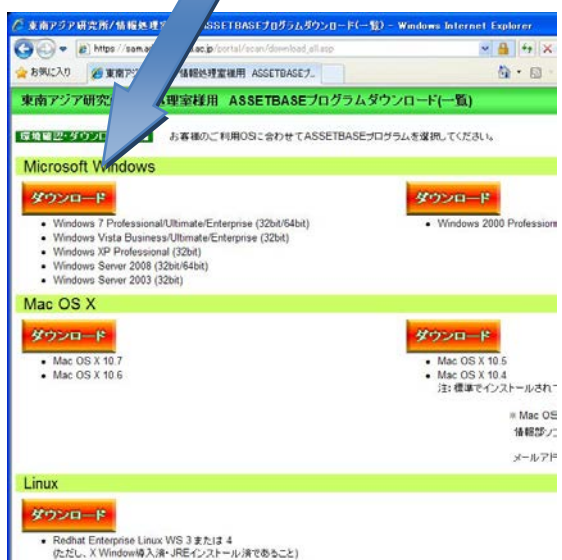 東南アジア研究所/情報処理室 ASSETBASEプログラムダウンロード(一覧) - Windows Internet Explorer
https://sam.a ac.jp/portal/scan/download_all.asp
お気に入り 情報処理室様用 ASSETBASEプ...
東南アジア研究 理室様用 ASSETBASEプログラムダウンロード(一覧)
環境確認・ダウンロ お客様のご利用OSに合わせてASSETBASEプログラムを選択してください。
Microsoft Windows
ダウンロード ダウンロード
• Windows 7 Professional/Ultimate/Enterprise (32bit/64bit)
• Windows 2000 Profession
• Windows Vista Business/Ultimate/Enterprise (32bit)
• Windows XP Professional (32bit)
• Windows Server 2008 (32bit/64bit)
• Windows Server 2003 (32bit)
Mac OS X
ダウンロード ダウンロード
• Mac OS X 10.7
• Mac OS X 10.6
• Mac OS X 10.5
• Mac OS X 10.4
注: 標準でインストールされ
※ Mac OS
情報部ソ
メールアド
Linux
ダウンロード
• Redhat Enterprise Linux WS 3 または 4
(ただし、X Window導入済・JREインストール済であること)